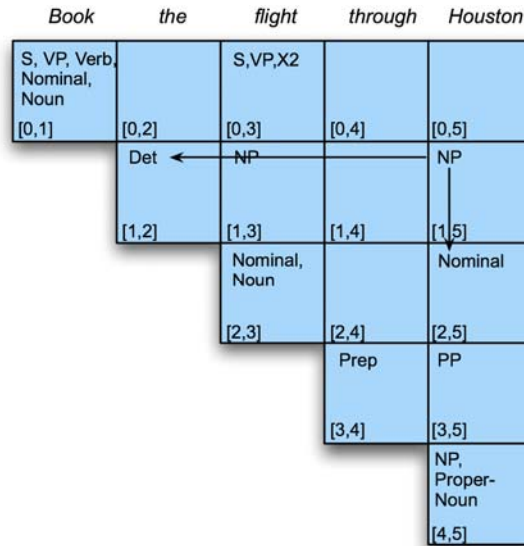 Book the flight through Houston
S, VP, Verb, Nominal, Noun
[0,1]
[0,2]
S,VP,X2
[0,3]
[0,4]
[0,5]
Det
[1,2]
NP
[1,3]
[1,4]
NP
[1,5]
Nominal, Noun
[2,3]
[2,4]
Nominal
[2,5]
Prep
[3,4]
PP
[3,5]
NP, Proper-Noun
[4,5]